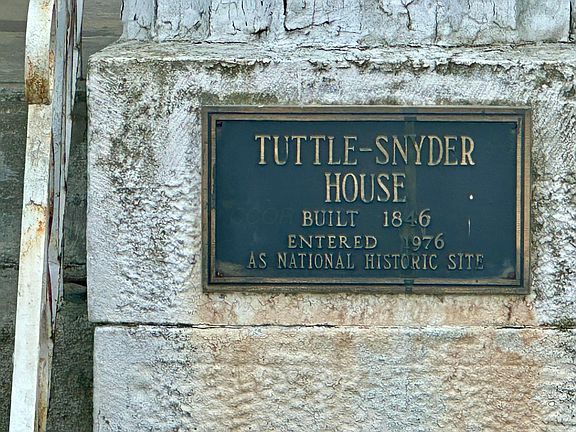 TUTTLE-SNYDER
HOUSE
BUILT 1846
ENTERED 1976
AS NATIONAL HISTORIC SITE